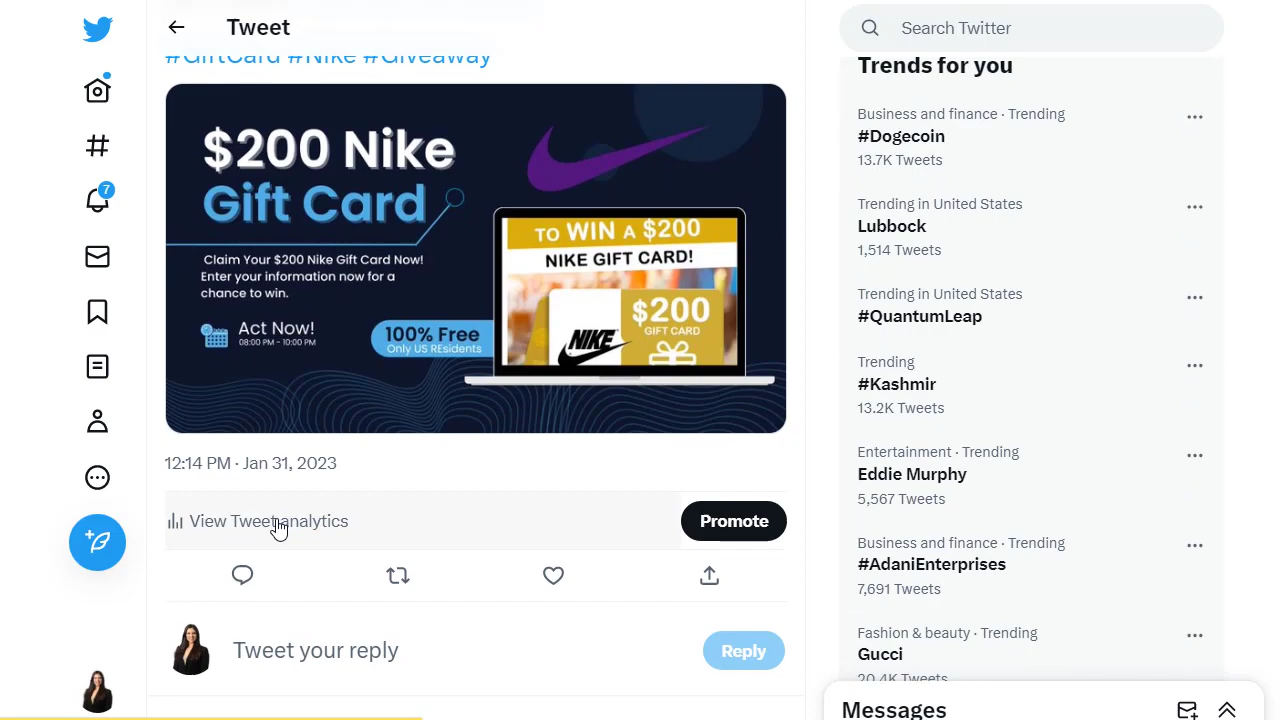 Tweet
#GiftCard #Nike #Giveaway
$200 Nike
Gift Card
Claim Your $200 Nike Gift Card Now!
Enter your information now for a
chance to win.
Act Now!
08:00 PM - 10:00 PM
100% Free
Only US REsidents
TO WIN A $200
NIKE GIFT CARD!
$200
GIFT CARD
NIKE
12:14 PM · Jan 31, 2023
View Tweet analytics
Promote
Tweet your reply
Reply
7
Search Twitter
Trends for you
Business and finance · Trending
#Dogecoin
13.7K Tweets
Trending in United States
Lubbock
1,514 Tweets
Trending in United States
#QuantumLeap
Trending
#Kashmir
13.2K Tweets
Entertainment · Trending
Eddie Murphy
5,567 Tweets
Business and finance · Trending
#AdaniEnterprises
7,691 Tweets
Fashion & beauty · Trending
Gucci
20.4K Tweets
Messages